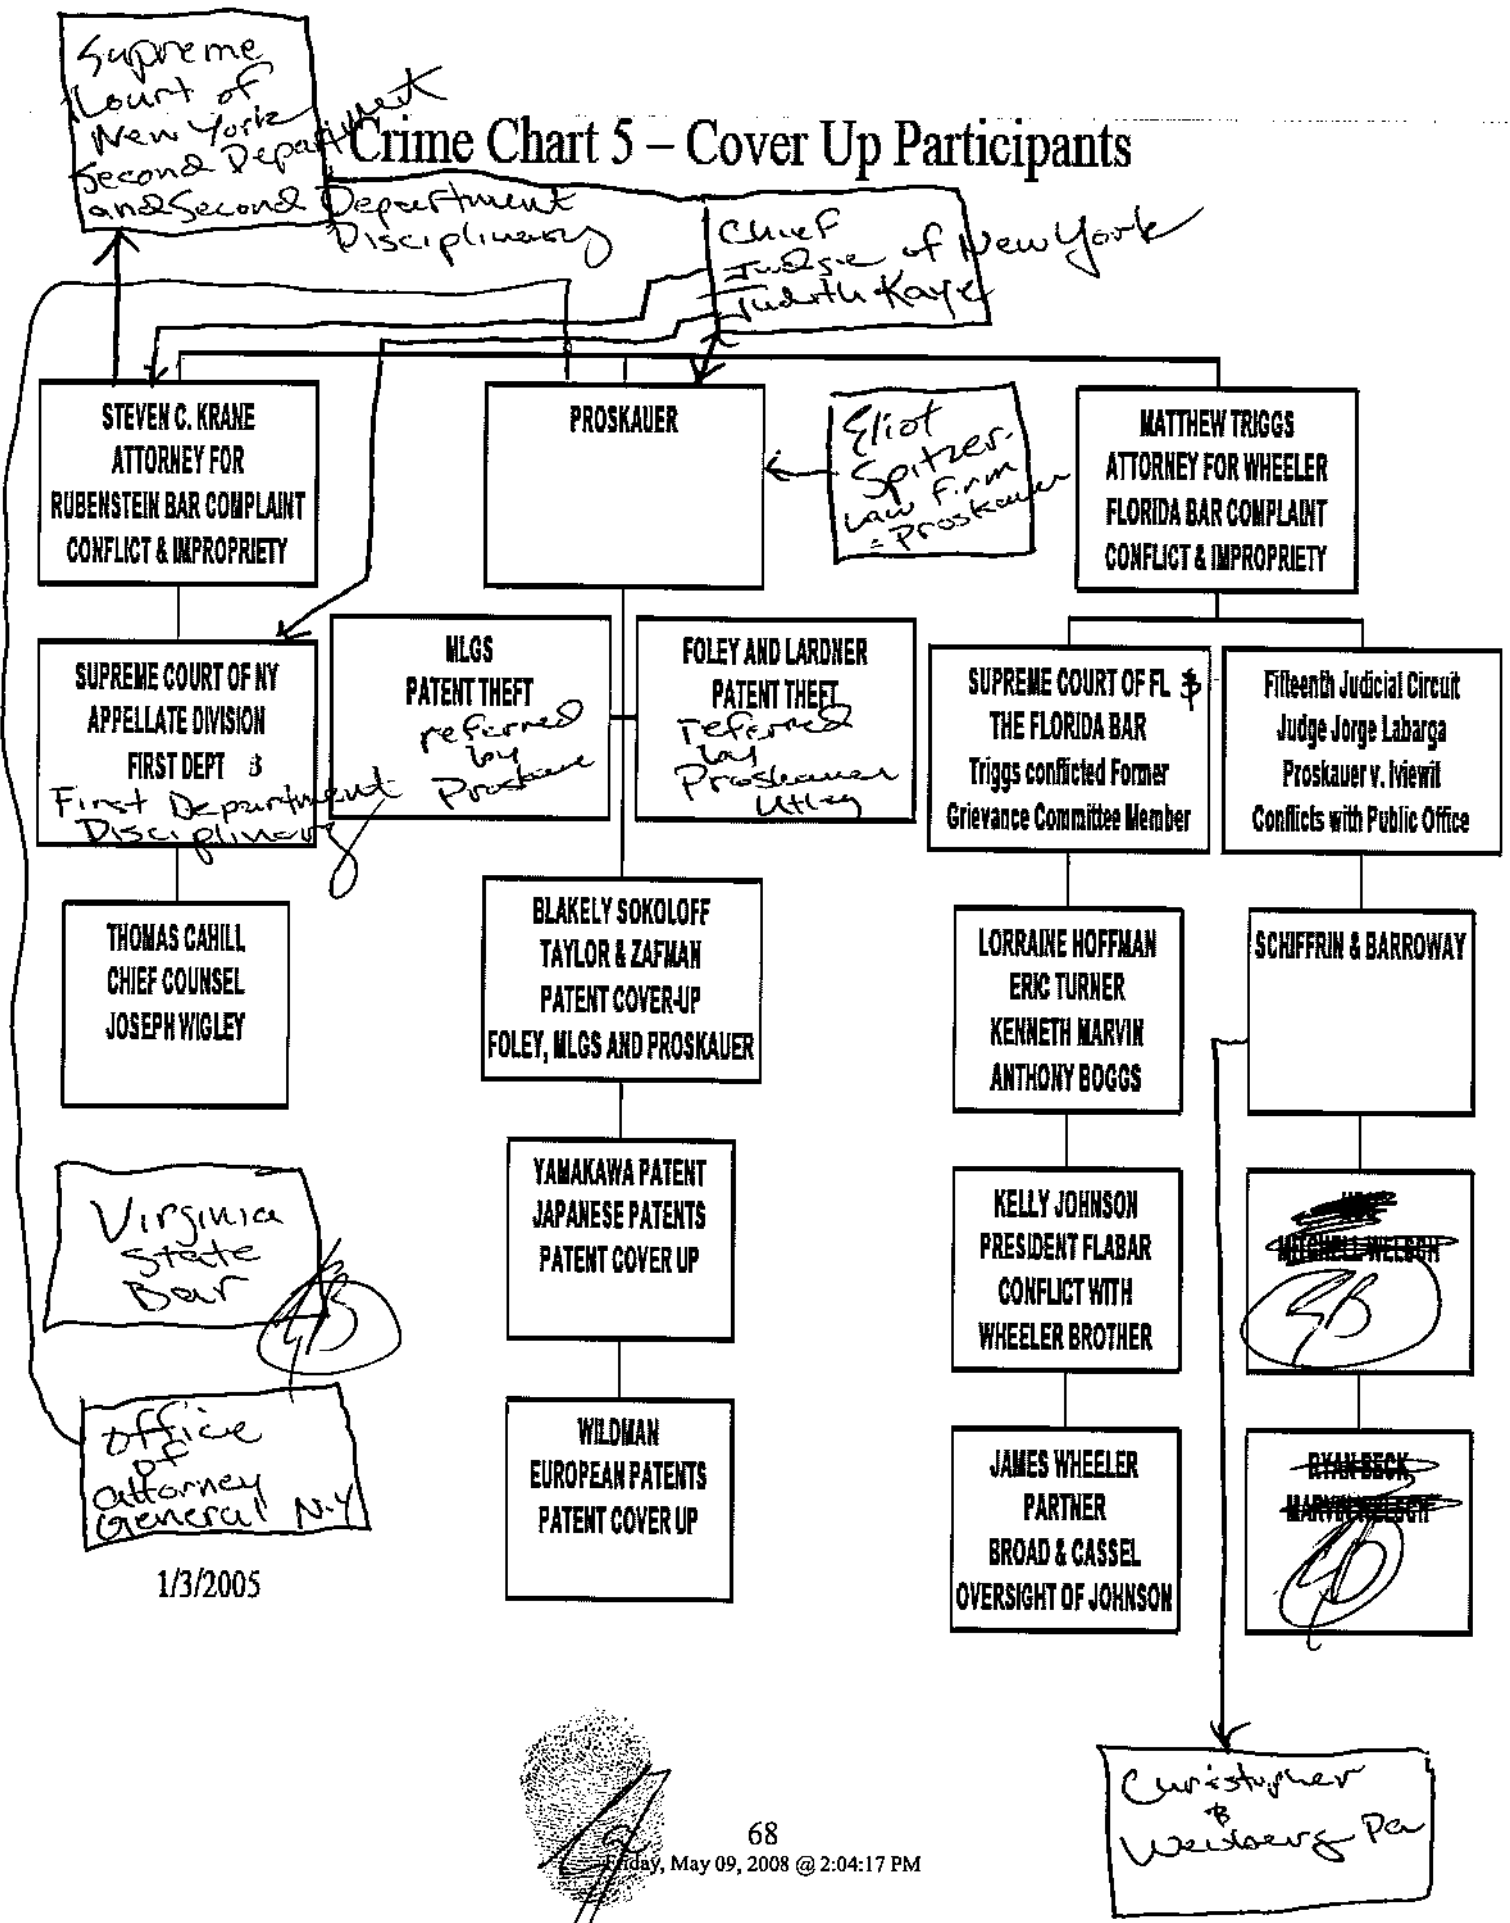 Supreme
Court of
New York
Second Department
and Second Department
Disciplinary
Crime Chart 5 – Cover Up Participants
Chief
Judge of New York
Judith Kaye
STEVEN C. KRANE
ATTORNEY FOR
RUBENSTEIN BAR COMPLAINT
CONFLICT & IMPROPRIETY
PROSKAUER
Eliot
Spitzer -
Law Firm
= Proskauer
MATTHEW TRIGGS
ATTORNEY FOR WHEELER
FLORIDA BAR COMPLAINT
CONFLICT & IMPROPRIETY
SUPREME COURT OF NY
APPELLATE DIVISION
FIRST DEPT
First Department
Disciplinary
MLGS
PATENT THEFT
referred
by
FOLEY AND LARDNER
PATENT THEFT
referred
by
Proskauer
Utley
SUPREME COURT OF FL
THE FLORIDA BAR
Triggs conflicted Former
Grievance Committee Member
Fifteenth Judicial Circuit
Judge Jorge Labarga
Proskauer v. Iviewit
Conflicts with Public Office
THOMAS CAHILL
CHIEF COUNSEL
JOSEPH WIGLEY
BLAKELY SOKOLOFF
TAYLOR & ZAFMAN
PATENT COVER-UP
FOLEY, MLGS AND PROSKAUER
LORRAINE HOFFMAN
ERIC TURNER
KENNETH MARVIN
ANTHONY BOGGS
SCHIFFRIN & BARROWAY
Virginia
State
Bar
YAMAKAWA PATENT
JAPANESE PATENTS
PATENT COVER UP
KELLY JOHNSON
PRESIDENT FLABAR
CONFLICT WITH
WHEELER BROTHER
MITCHELL WELSCH
Office
of
attorney
General N.Y
WILDMAN
EUROPEAN PATENTS
PATENT COVER UP
JAMES WHEELER
PARTNER
BROAD & CASSEL
OVERSIGHT OF JOHNSON
RYAN BECK
MARVIN WELSCH
1/3/2005
Christopher
&
Weisberg Pa
68
Friday, May 09, 2008 @ 2:04:17 PM